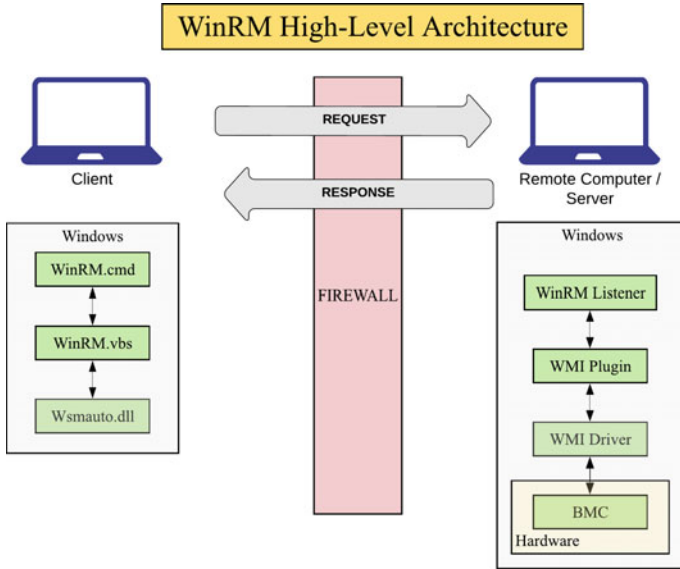 WinRM High-Level Architecture
REQUEST
RESPONSE
FIREWALL
Client
Windows
WinRM.cmd
WinRM.vbs
Wsmauto.dll
Remote Computer /
Server
Windows
WinRM Listener
WMI Plugin
WMI Driver
BMC
Hardware